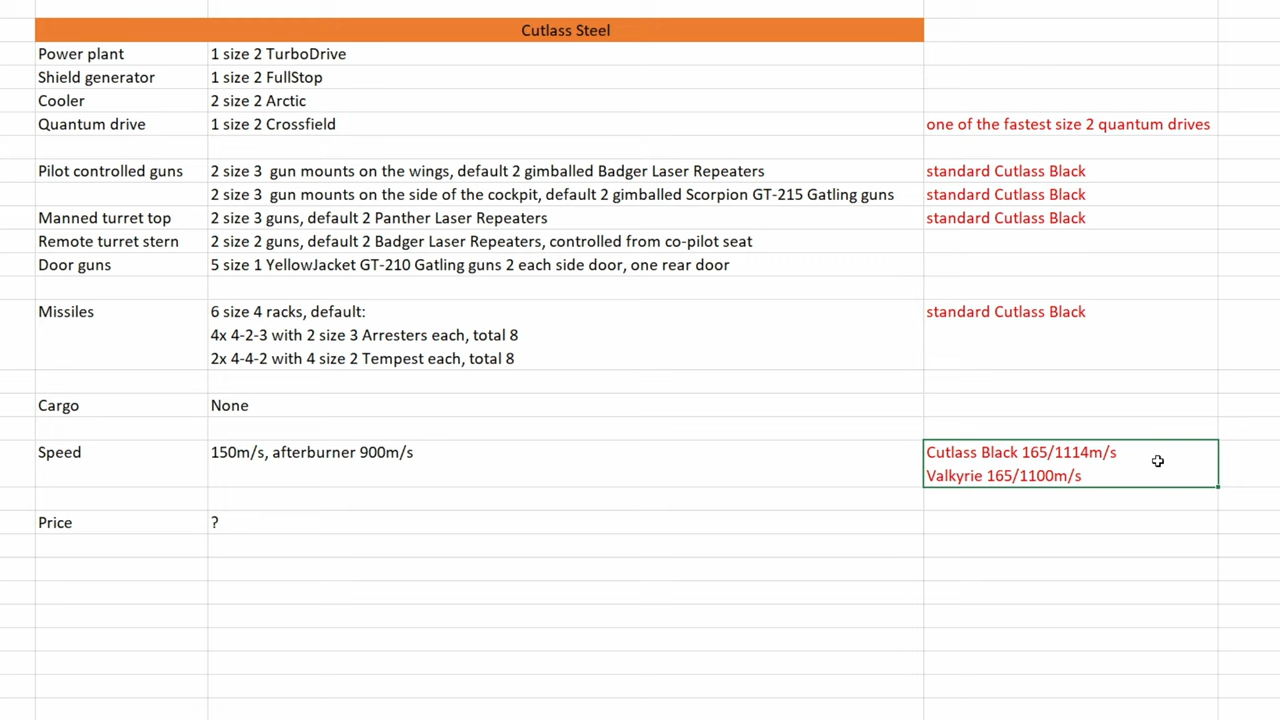 Cutlass Steel
Power plant 1 size 2 TurboDrive
Shield generator 1 size 2 FullStop
Cooler 2 size 2 Arctic
Quantum drive 1 size 2 Crossfield one of the fastest size 2 quantum drives
Pilot controlled guns 2 size 3  gun mounts on the wings, default 2 gimballed Badger Laser Repeaters standard Cutlass Black
2 size 3  gun mounts on the side of the cockpit, default 2 gimballed Scorpion GT-215 Gatling guns standard Cutlass Black
Manned turret top 2 size 3 guns, default 2 Panther Laser Repeaters standard Cutlass Black
Remote turret stern 2 size 2 guns, default 2 Badger Laser Repeaters, controlled from co-pilot seat
Door guns 5 size 1 YellowJacket GT-210 Gatling guns 2 each side door, one rear door
Missiles 6 size 4 racks, default: standard Cutlass Black
4x 4-2-3 with 2 size 3 Arresters each, total 8
2x 4-4-2 with 4 size 2 Tempest each, total 8
Cargo None
Speed 150m/s, afterburner 900m/s Cutlass Black 165/1114m/s
Valkyrie 165/1100m/s
Price ?